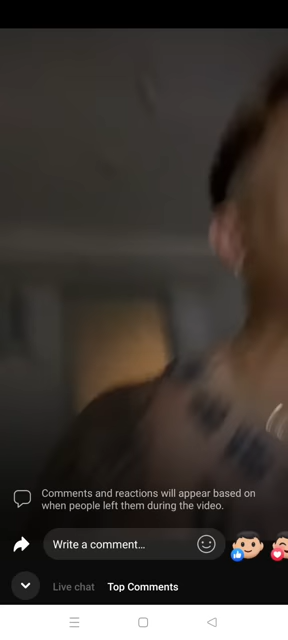 Comments and reactions will appear based on
when people left them during the video.
Write a comment...
Live chat Top Comments